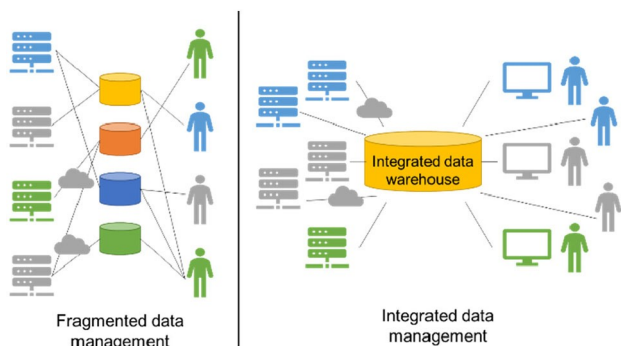 Fragmented data
management
Integrated data
warehouse
Integrated data
management